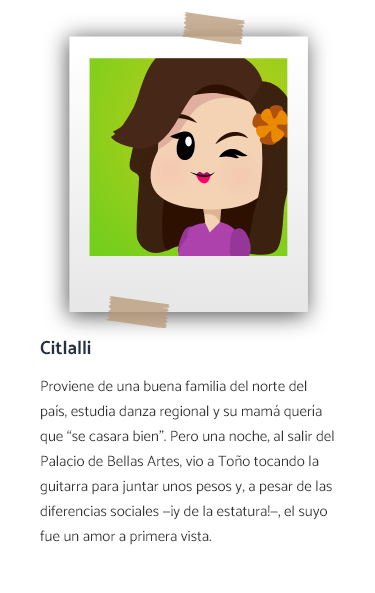 Citlalli
Proviene de una buena familia del norte del
país, estudia danza regional y su mamá quería
que “se casara bien”. Pero una noche, al salir del
Palacio de Bellas Artes, vio a Toño tocando la
guitarra para juntar unos pesos y, a pesar de las
diferencias sociales —¡y de la estatura!—, el suyo
fue un amor a primera vista.